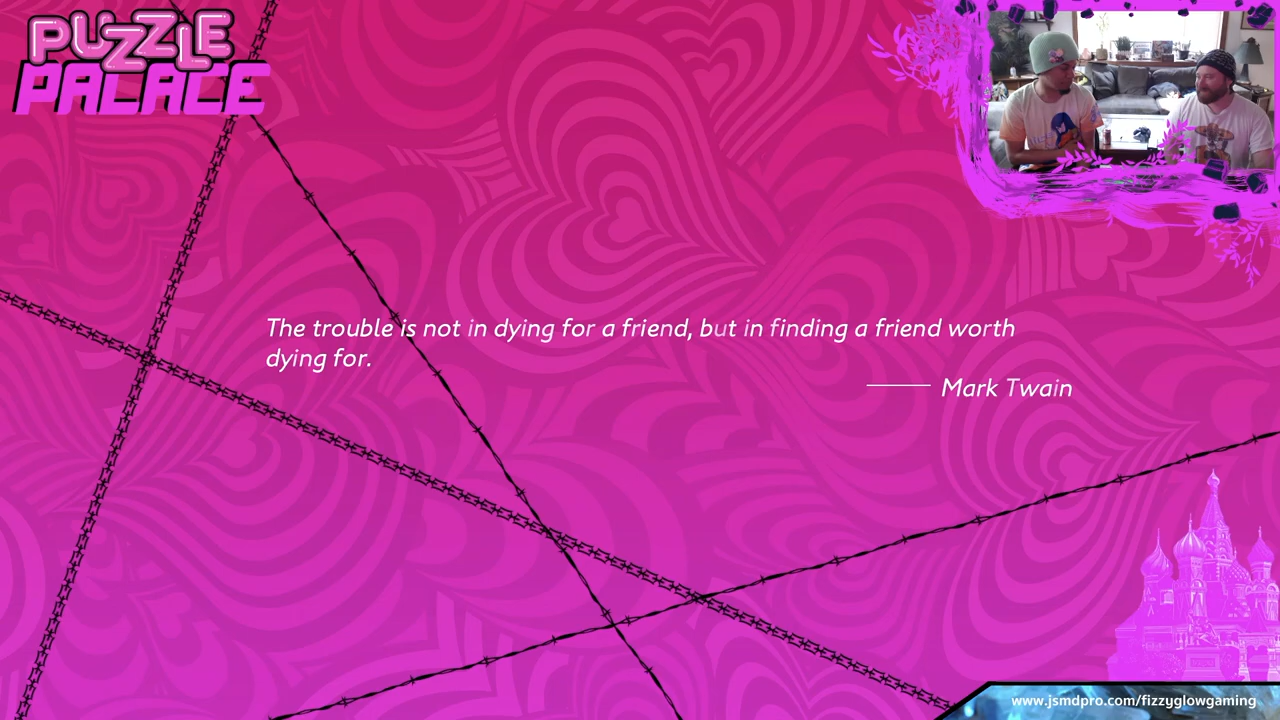 PUZZLE
PALACE
The trouble is not in dying for a friend, but in finding a friend worth
dying for.
Mark Twain
www.jsmdpro.com/fizzyglowgaming